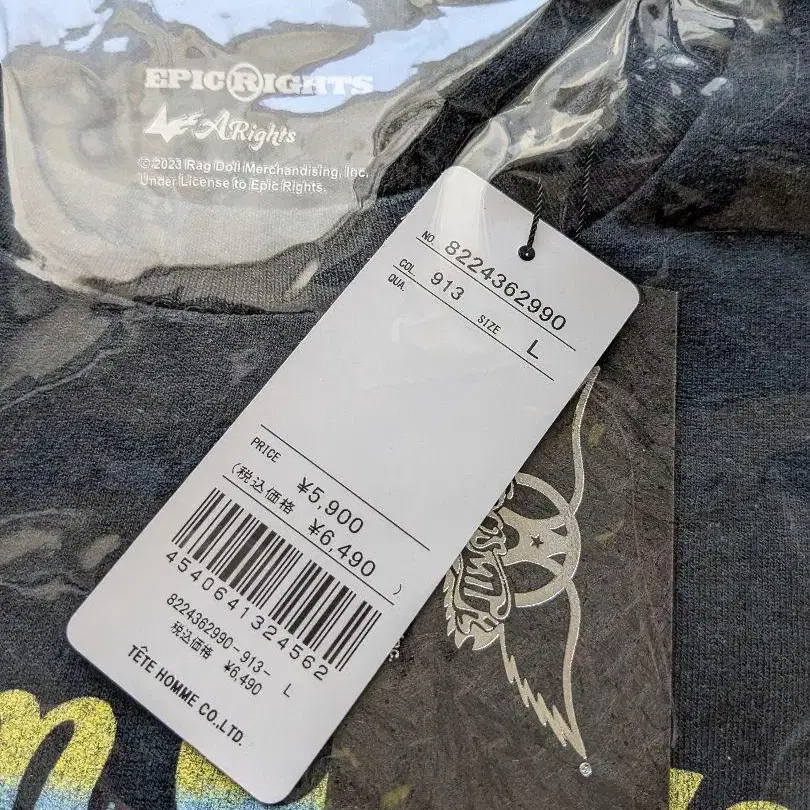 EPIC RIGHTS
ARights
©2023 Rag Doll Merchandising, Inc.
Under License to Epic Rights.
NO. 8224362990
COL. 913 SIZE L
QUA.
PRICE ¥5,900
(税込価格 ¥6,490)
4540641324562
8224362990-913- L
税込価格 ¥6,490
TÊTE HOMME CO.,LTD.